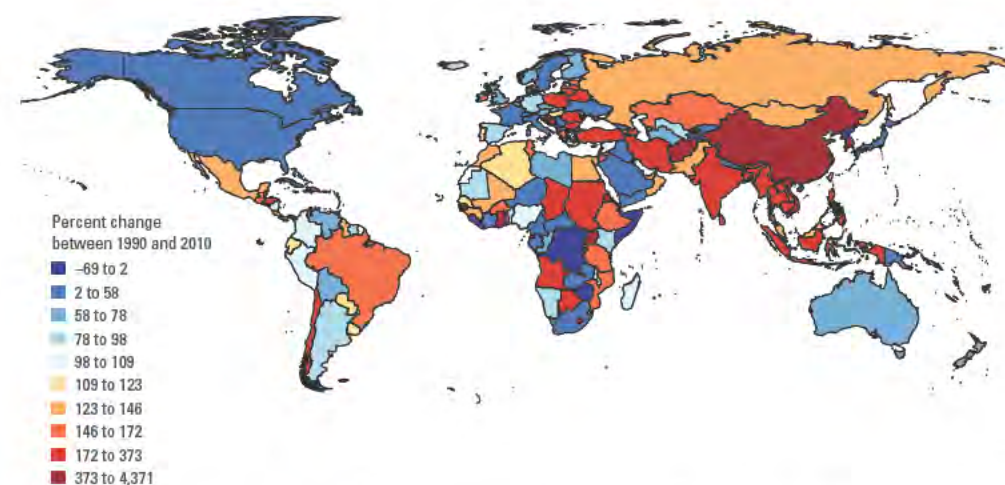 Percent change
between 1990 and 2010
–69 to 2
2 to 58
58 to 78
78 to 98
98 to 109
109 to 123
123 to 146
146 to 172
172 to 373
373 to 4,371